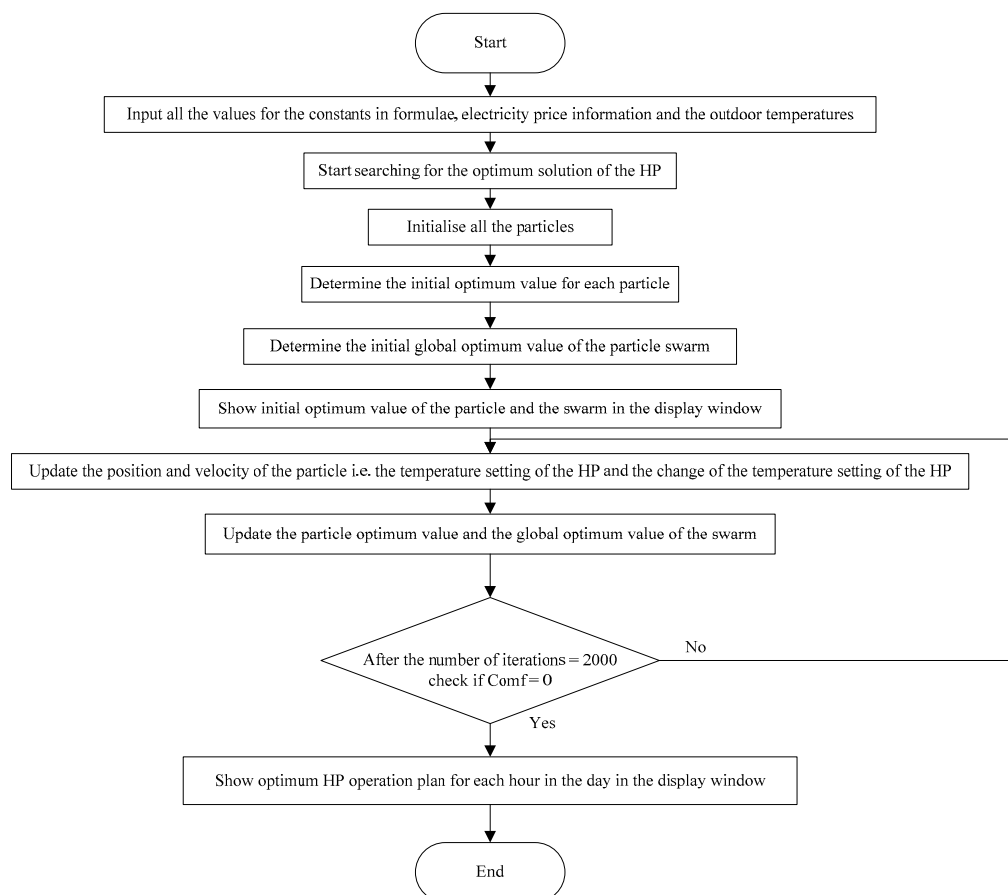 Start
Input all the values for the constants in formulae, electricity price information and the outdoor temperatures
Start searching for the optimum solution of the HP
Initialise all the particles
Determine the initial optimum value for each particle
Determine the initial global optimum value of the particle swarm
Show initial optimum value of the particle and the swarm in the display window
Update the position and velocity of the particle i.e. the temperature setting of the HP and the change of the temperature setting of the HP
Update the particle optimum value and the global optimum value of the swarm
After the number of iterations = 2000
check if Comf = 0
No
Yes
Show optimum HP operation plan for each hour in the day in the display window
End